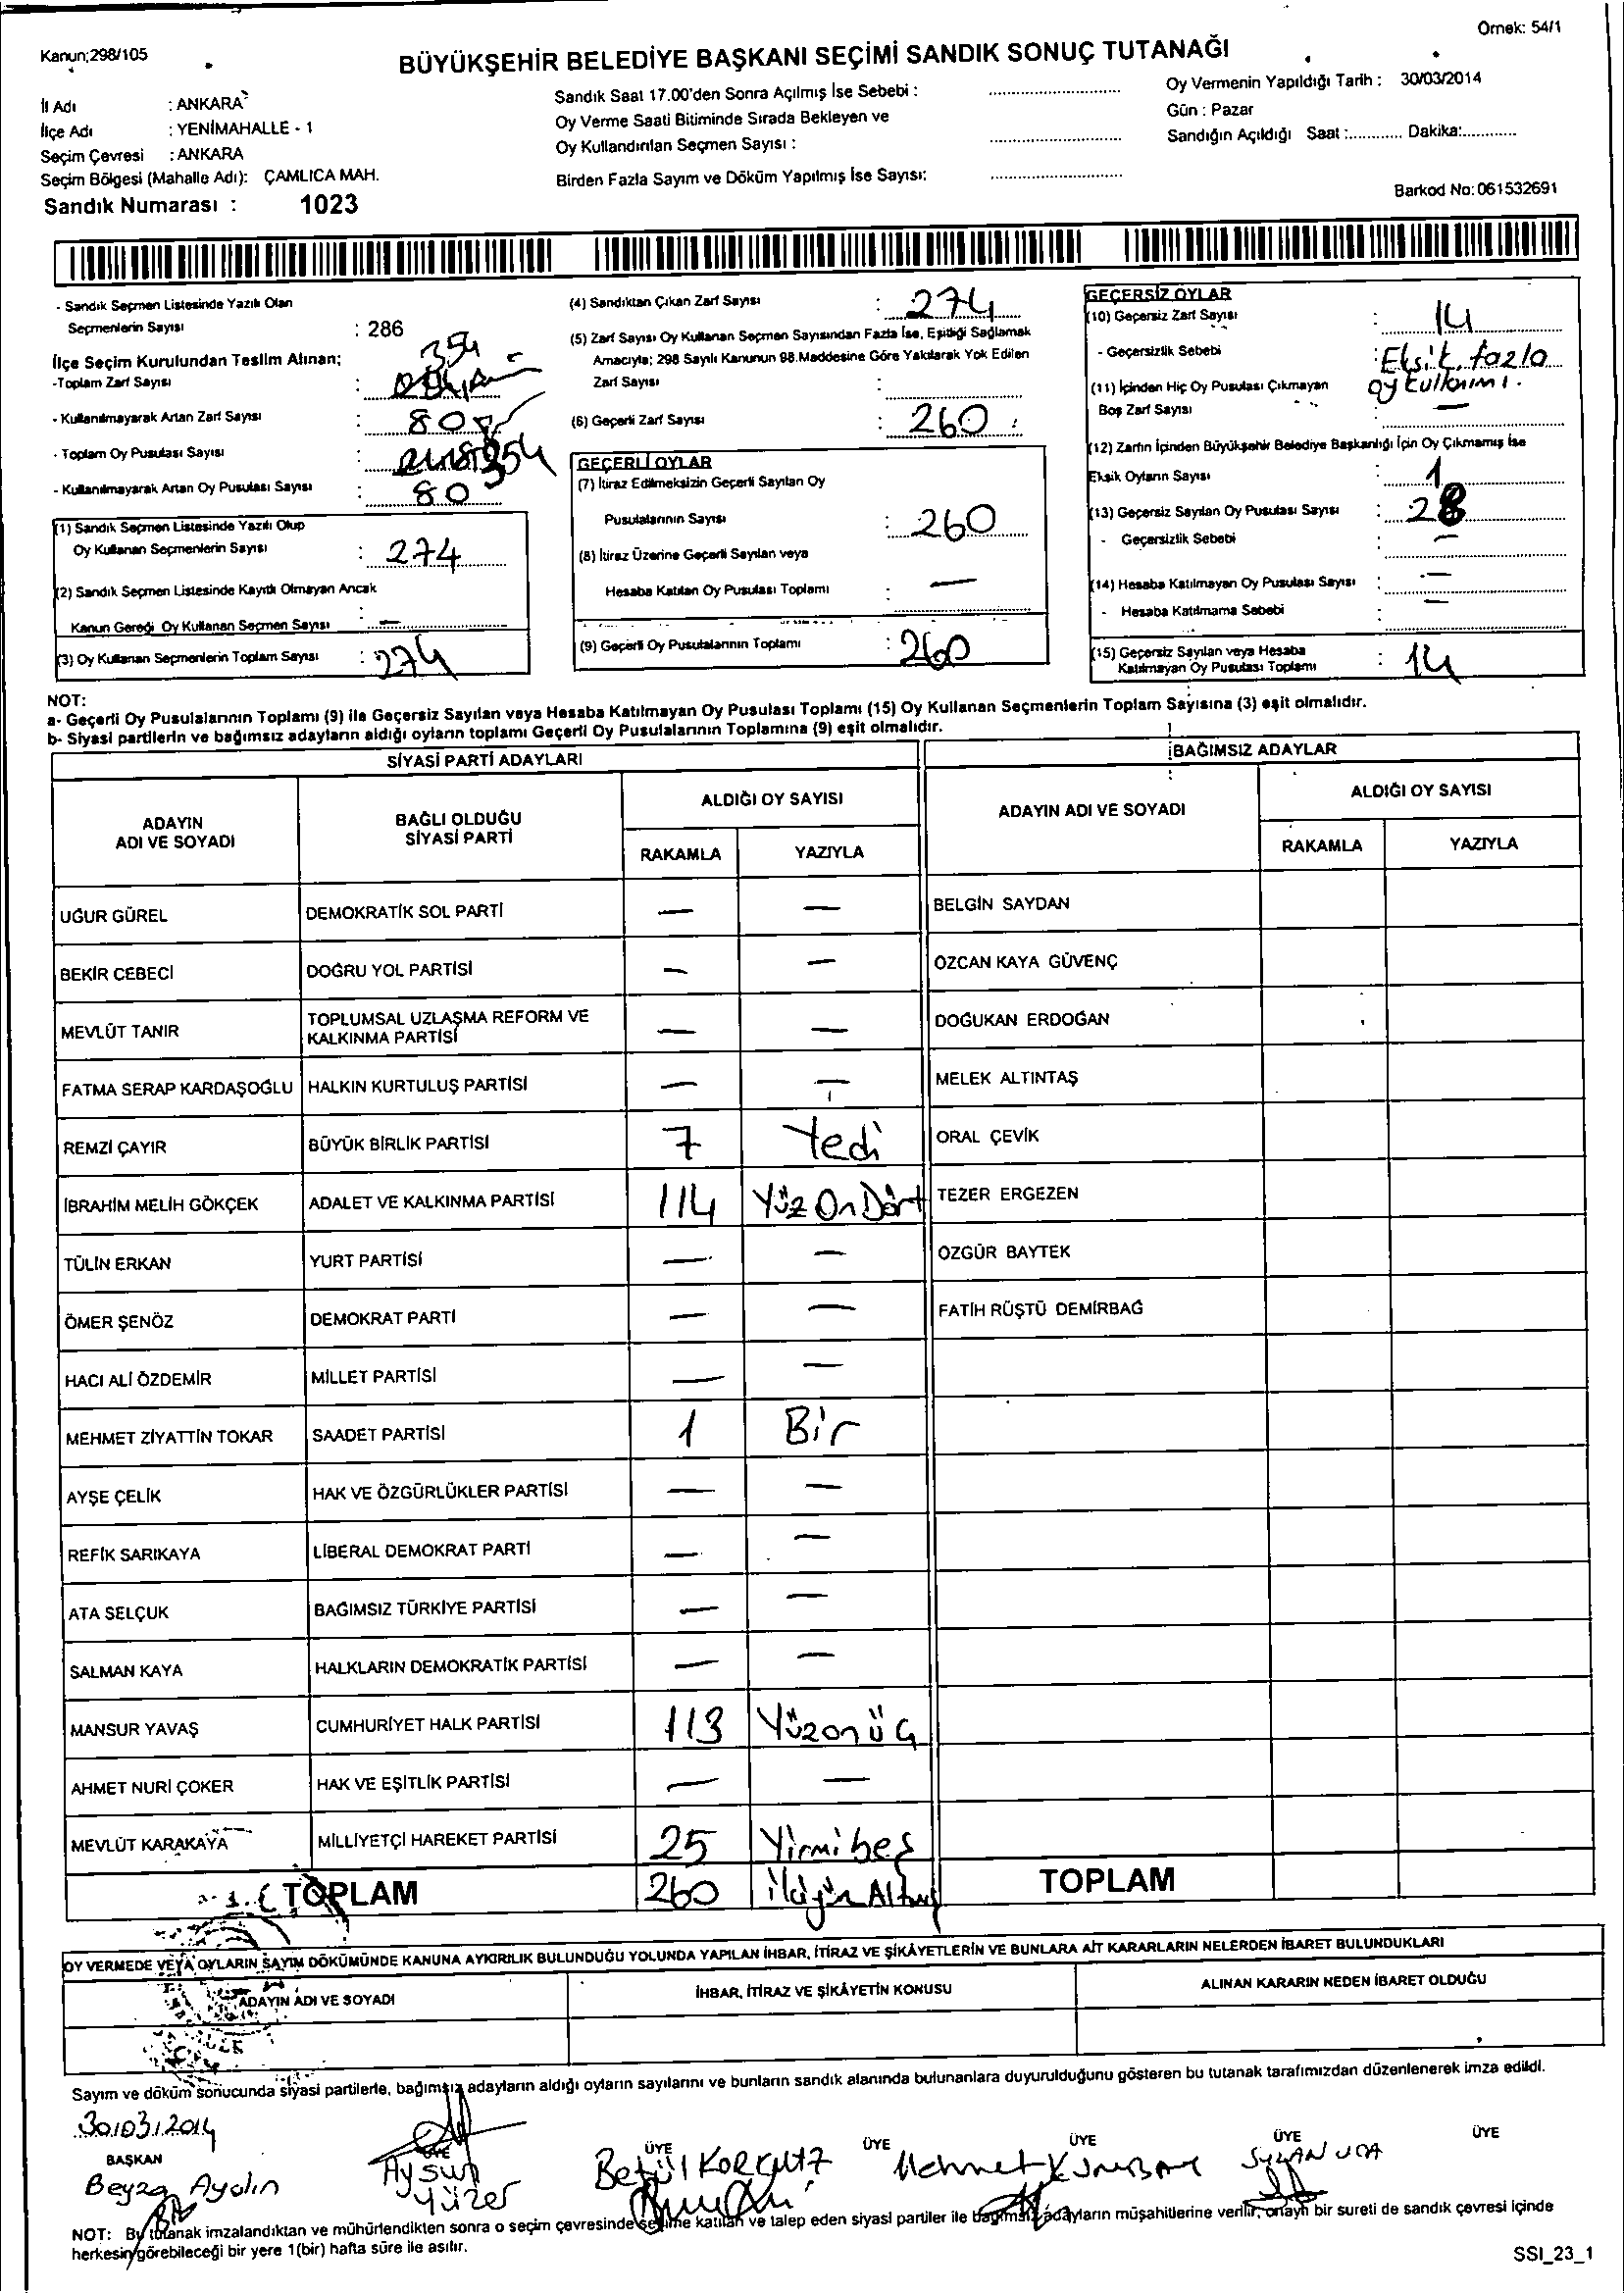 Örnek: 54/1
Kanun:298/105
BÜYÜKŞEHİR BELEDİYE BAŞKANI SEÇİMİ SANDIK SONUÇ TUTANAĞI
İl Adı : ANKARA
İlçe Adı : YENİMAHALLE - 1
Seçim Çevresi : ANKARA
Seçim Bölgesi (Mahalle Adı): ÇAMLICA MAH.
Sandık Numarası : 1023
Sandık Saat 17.00'den Sonra Açılmış İse Sebebi :
Oy Verme Saati Bitiminde Sırada Bekleyen ve
Oy Kullandırılan Seçmen Sayısı :
Birden Fazla Sayım ve Döküm Yapılmış İse Sayısı:
Oy Vermenin Yapıldığı Tarih : 30/03/2014
Gün : Pazar
Sandığın Açıldığı Saat :............ Dakika:............
Barkod No: 061532691
- Sandık Seçmen Listesinde Yazılı Olan
Seçmenlerin Sayısı : 286
İlçe Seçim Kurulundan Teslim Alınan;
354
-Toplam Zarf Sayısı :
- Kullanılmayarak Artan Zarf Sayısı : 80
- Toplam Oy Pusulası Sayısı : 354
- Kullanılmayarak Artan Oy Pusulası Sayısı : 80
(1) Sandık Seçmen Listesinde Yazılı Olup
Oy Kullanan Seçmenlerin Sayısı : 274
(2) Sandık Seçmen Listesinde Kayıtlı Olmayan Ancak
Kanun Gereği Oy Kullanan Seçmen Sayısı : —
(3) Oy Kullanan Seçmenlerin Toplam Sayısı : 274
(4) Sandıktan Çıkan Zarf Sayısı : 274
(5) Zarf Sayısı Oy Kullanan Seçmen Sayısından Fazla İse, Eşitliği Sağlamak
Amacıyla; 298 Sayılı Kanunun 98.Maddesine Göre Yakılarak Yok Edilen
Zarf Sayısı :
(6) Geçerli Zarf Sayısı : 260
GEÇERLİ OYLAR
(7) İtiraz Edilmeksizin Geçerli Sayılan Oy
Pusulalarının Sayısı : 260
(8) İtiraz Üzerine Geçerli Sayılan veya
Hesaba Katılan Oy Pusulası Toplamı : —
(9) Geçerli Oy Pusulalarının Toplamı : 260
GEÇERSİZ OYLAR
(10) Geçersiz Zarf Sayısı : 14
- Geçersizlik Sebebi : Eksik fazla
oy kullanımı.
(11) İçinden Hiç Oy Pusulası Çıkmayan
Boş Zarf Sayısı : —
(12) Zarfın İçinden Büyükşehir Belediye Başkanlığı İçin Oy Çıkmamış İse
Eksik Oyların Sayısı : 1
(13) Geçersiz Sayılan Oy Pusulası Sayısı : 28
- Geçersizlik Sebebi : —
(14) Hesaba Katılmayan Oy Pusulası Sayısı : —
- Hesaba Katılmama Sebebi : —
(15) Geçersiz Sayılan veya Hesaba
Katılmayan Oy Pusulası Toplamı : 14
NOT:
a- Geçerli Oy Pusulalarının Toplamı (9) ile Geçersiz Sayılan veya Hesaba Katılmayan Oy Pusulası Toplamı (15) Oy Kullanan Seçmenlerin Toplam Sayısına (3) eşit olmalıdır.
b- Siyasi partilerin ve bağımsız adayların aldığı oyların toplamı Geçerli Oy Pusulalarının Toplamına (9) eşit olmalıdır.
SİYASİ PARTİ ADAYLARI
ADAYIN ADI VE SOYADI BAĞLI OLDUĞU SİYASİ PARTİ ALDIĞI OY SAYISI
RAKAMLA YAZIYLA
UĞUR GÜREL DEMOKRATİK SOL PARTİ — —
BEKİR CEBECİ DOĞRU YOL PARTİSİ — —
MEVLÜT TANIR TOPLUMSAL UZLAŞMA REFORM VE KALKINMA PARTİSİ — —
FATMA SERAP KARDAŞOĞLU HALKIN KURTULUŞ PARTİSİ — —
REMZİ ÇAYIR BÜYÜK BİRLİK PARTİSİ 7 Yedi
İBRAHİM MELİH GÖKÇEK ADALET VE KALKINMA PARTİSİ 114 Yüz On Dört
TÜLİN ERKAN YURT PARTİSİ — —
ÖMER ŞENÖZ DEMOKRAT PARTİ — —
HACI ALİ ÖZDEMİR MİLLET PARTİSİ — —
MEHMET ZİYATTİN TOKAR SAADET PARTİSİ 1 Bir
AYŞE ÇELİK HAK VE ÖZGÜRLÜKLER PARTİSİ — —
REFİK SARIKAYA LİBERAL DEMOKRAT PARTİ — —
ATA SELÇUK BAĞIMSIZ TÜRKİYE PARTİSİ — —
SALMAN KAYA HALKLARIN DEMOKRATİK PARTİSİ — —
MANSUR YAVAŞ CUMHURİYET HALK PARTİSİ 113 Yüzonüç
AHMET NURİ ÇOKER HAK VE EŞİTLİK PARTİSİ — —
MEVLÜT KARAKAYA MİLLİYETÇİ HAREKET PARTİSİ 25 Yirmi beş
TOPLAM 260
BAĞIMSIZ ADAYLAR
ADAYIN ADI VE SOYADI ALDIĞI OY SAYISI
RAKAMLA YAZIYLA
BELGİN SAYDAN
ÖZCAN KAYA GÜVENÇ
DOĞUKAN ERDOĞAN
MELEK ALTINTAŞ
ORAL ÇEVİK
TEZER ERGEZEN
ÖZGÜR BAYTEK
FATİH RÜŞTÜ DEMİRBAĞ
TOPLAM
OY VERMEDE VEYA OYLARIN SAYIM DÖKÜMÜNDE KANUNA AYKIRILIK BULUNDUĞU YOLUNDA YAPILAN İHBAR, İTİRAZ VE ŞİKÂYETLERİN VE BUNLARA AİT KARARLARIN NELERDEN İBARET BULUNDUKLARI
ADAYIN ADI VE SOYADI İHBAR, İTİRAZ VE ŞİKÂYETİN KONUSU ALINAN KARARIN NEDEN İBARET OLDUĞU
Sayım ve döküm sonucunda siyasi partilerle, bağımsız adayların aldığı oyların sayılarını ve bunların sandık alanında bulunanlara duyurulduğunu gösteren bu tutanak tarafımızdan düzenlenerek imza edildi.
30/03/2014
BAŞKAN ÜYE ÜYE ÜYE ÜYE ÜYE ÜYE
Beyza Aydın Aysun Yüzer Betül KORKUTZ Mehmet
NOT: Bu tutanak imzalandıktan ve mühürlendikten sonra o seçim çevresinde seçime katılan ve talep eden siyasi partiler ile bağımsız adayların müşahitlerine verilir, onaylı bir sureti de sandık çevresi içinde
herkesin görebileceği bir yere 1(bir) hafta süre ile asılır.
SSI_23_1